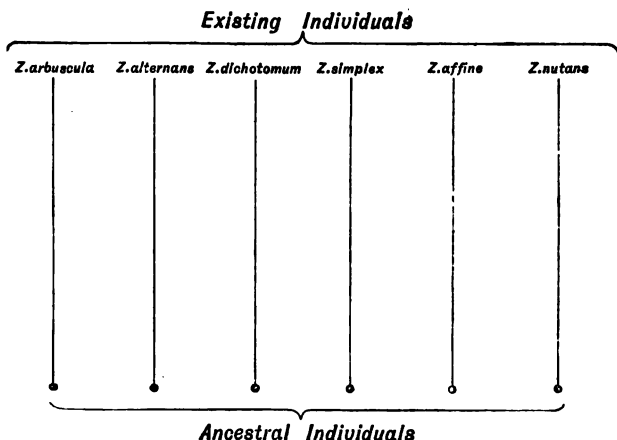 Existing Individuals
Z.arbuscula Z.alternans Z.dichotomum Z.simplex Z.affine Z.nutans
Ancestral Individuals